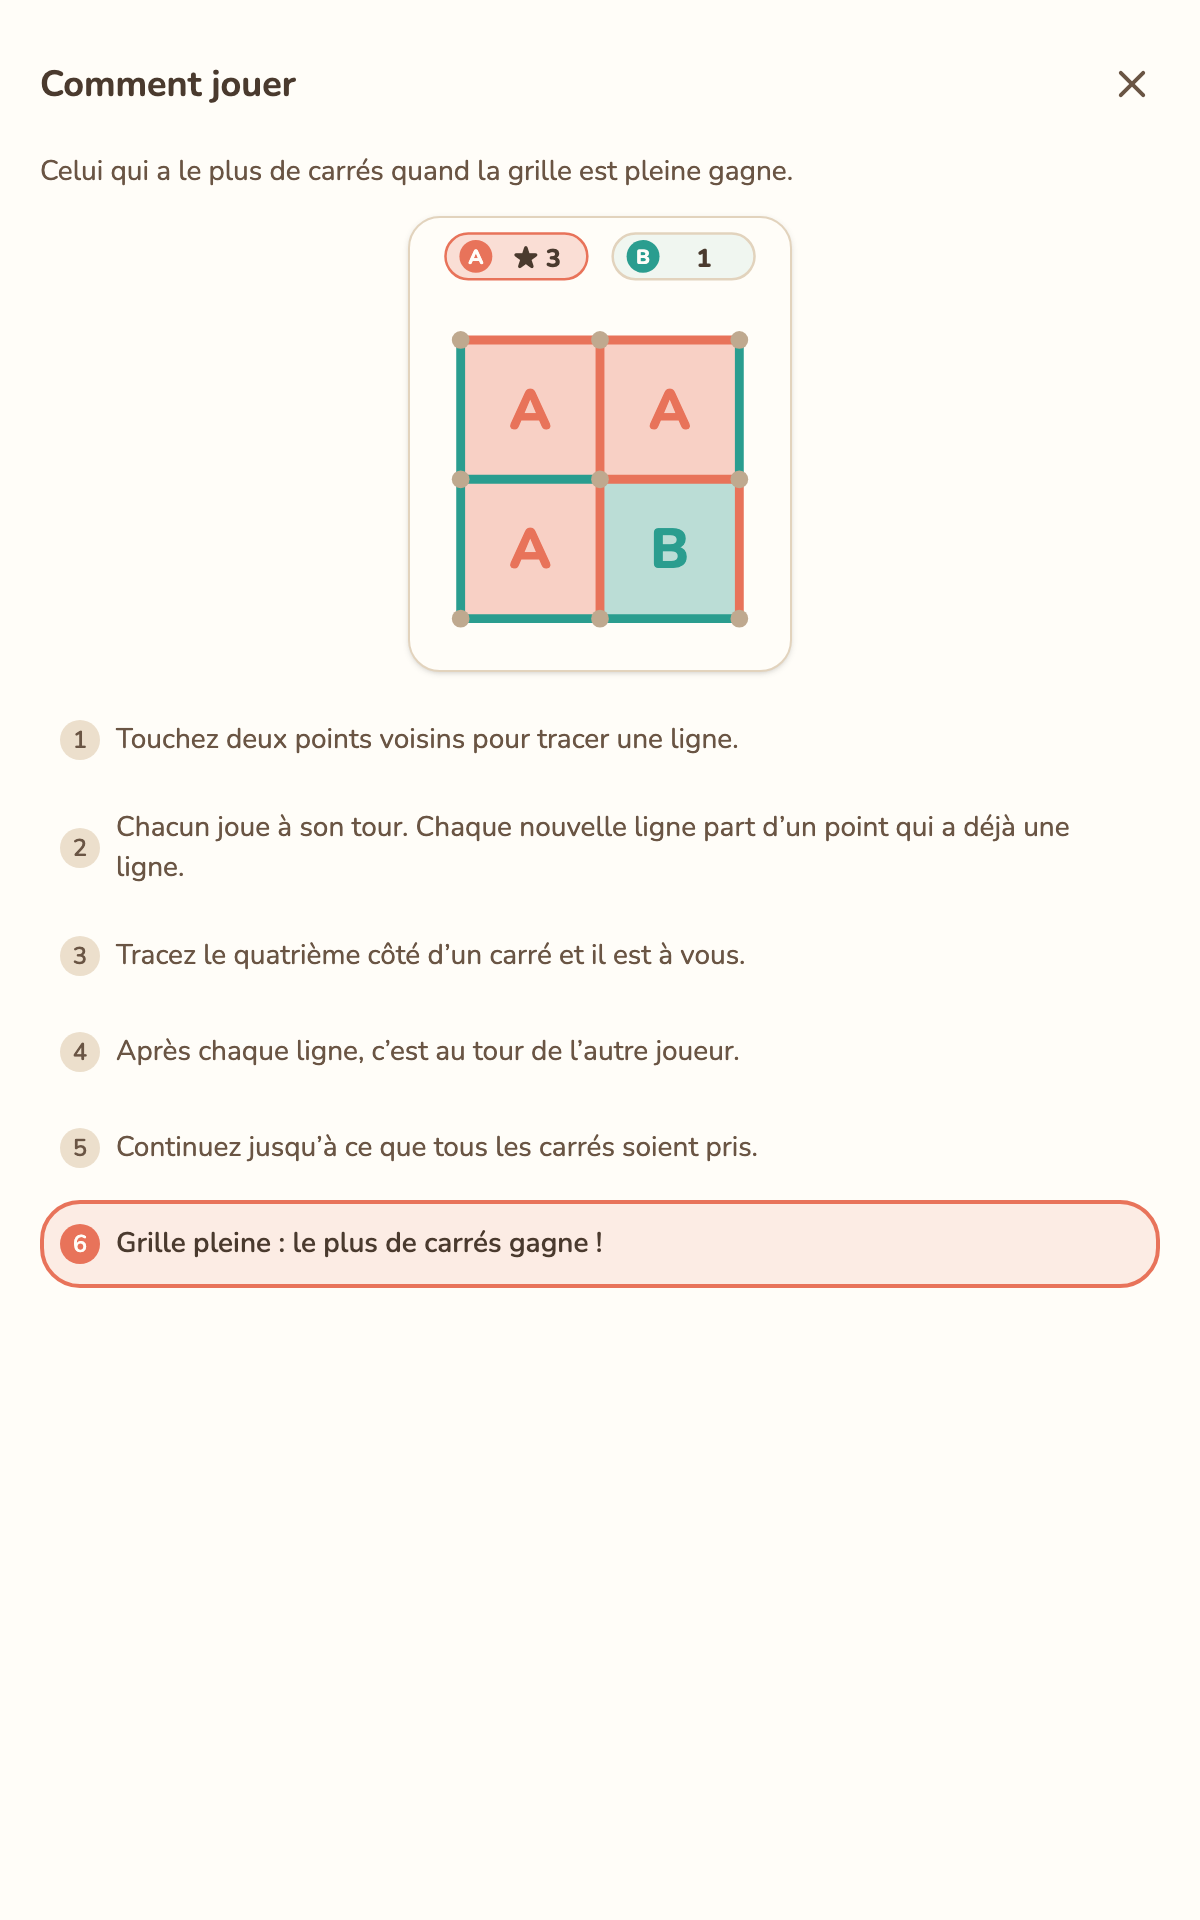 Comment jouer
Celui qui a le plus de carrés quand la grille est pleine gagne.
A ★ 3 B 1
A A
A B
1 Touchez deux points voisins pour tracer une ligne.
2 Chacun joue à son tour. Chaque nouvelle ligne part d’un point qui a déjà une
ligne.
3 Tracez le quatrième côté d’un carré et il est à vous.
4 Après chaque ligne, c’est au tour de l’autre joueur.
5 Continuez jusqu’à ce que tous les carrés soient pris.
6 Grille pleine : le plus de carrés gagne !